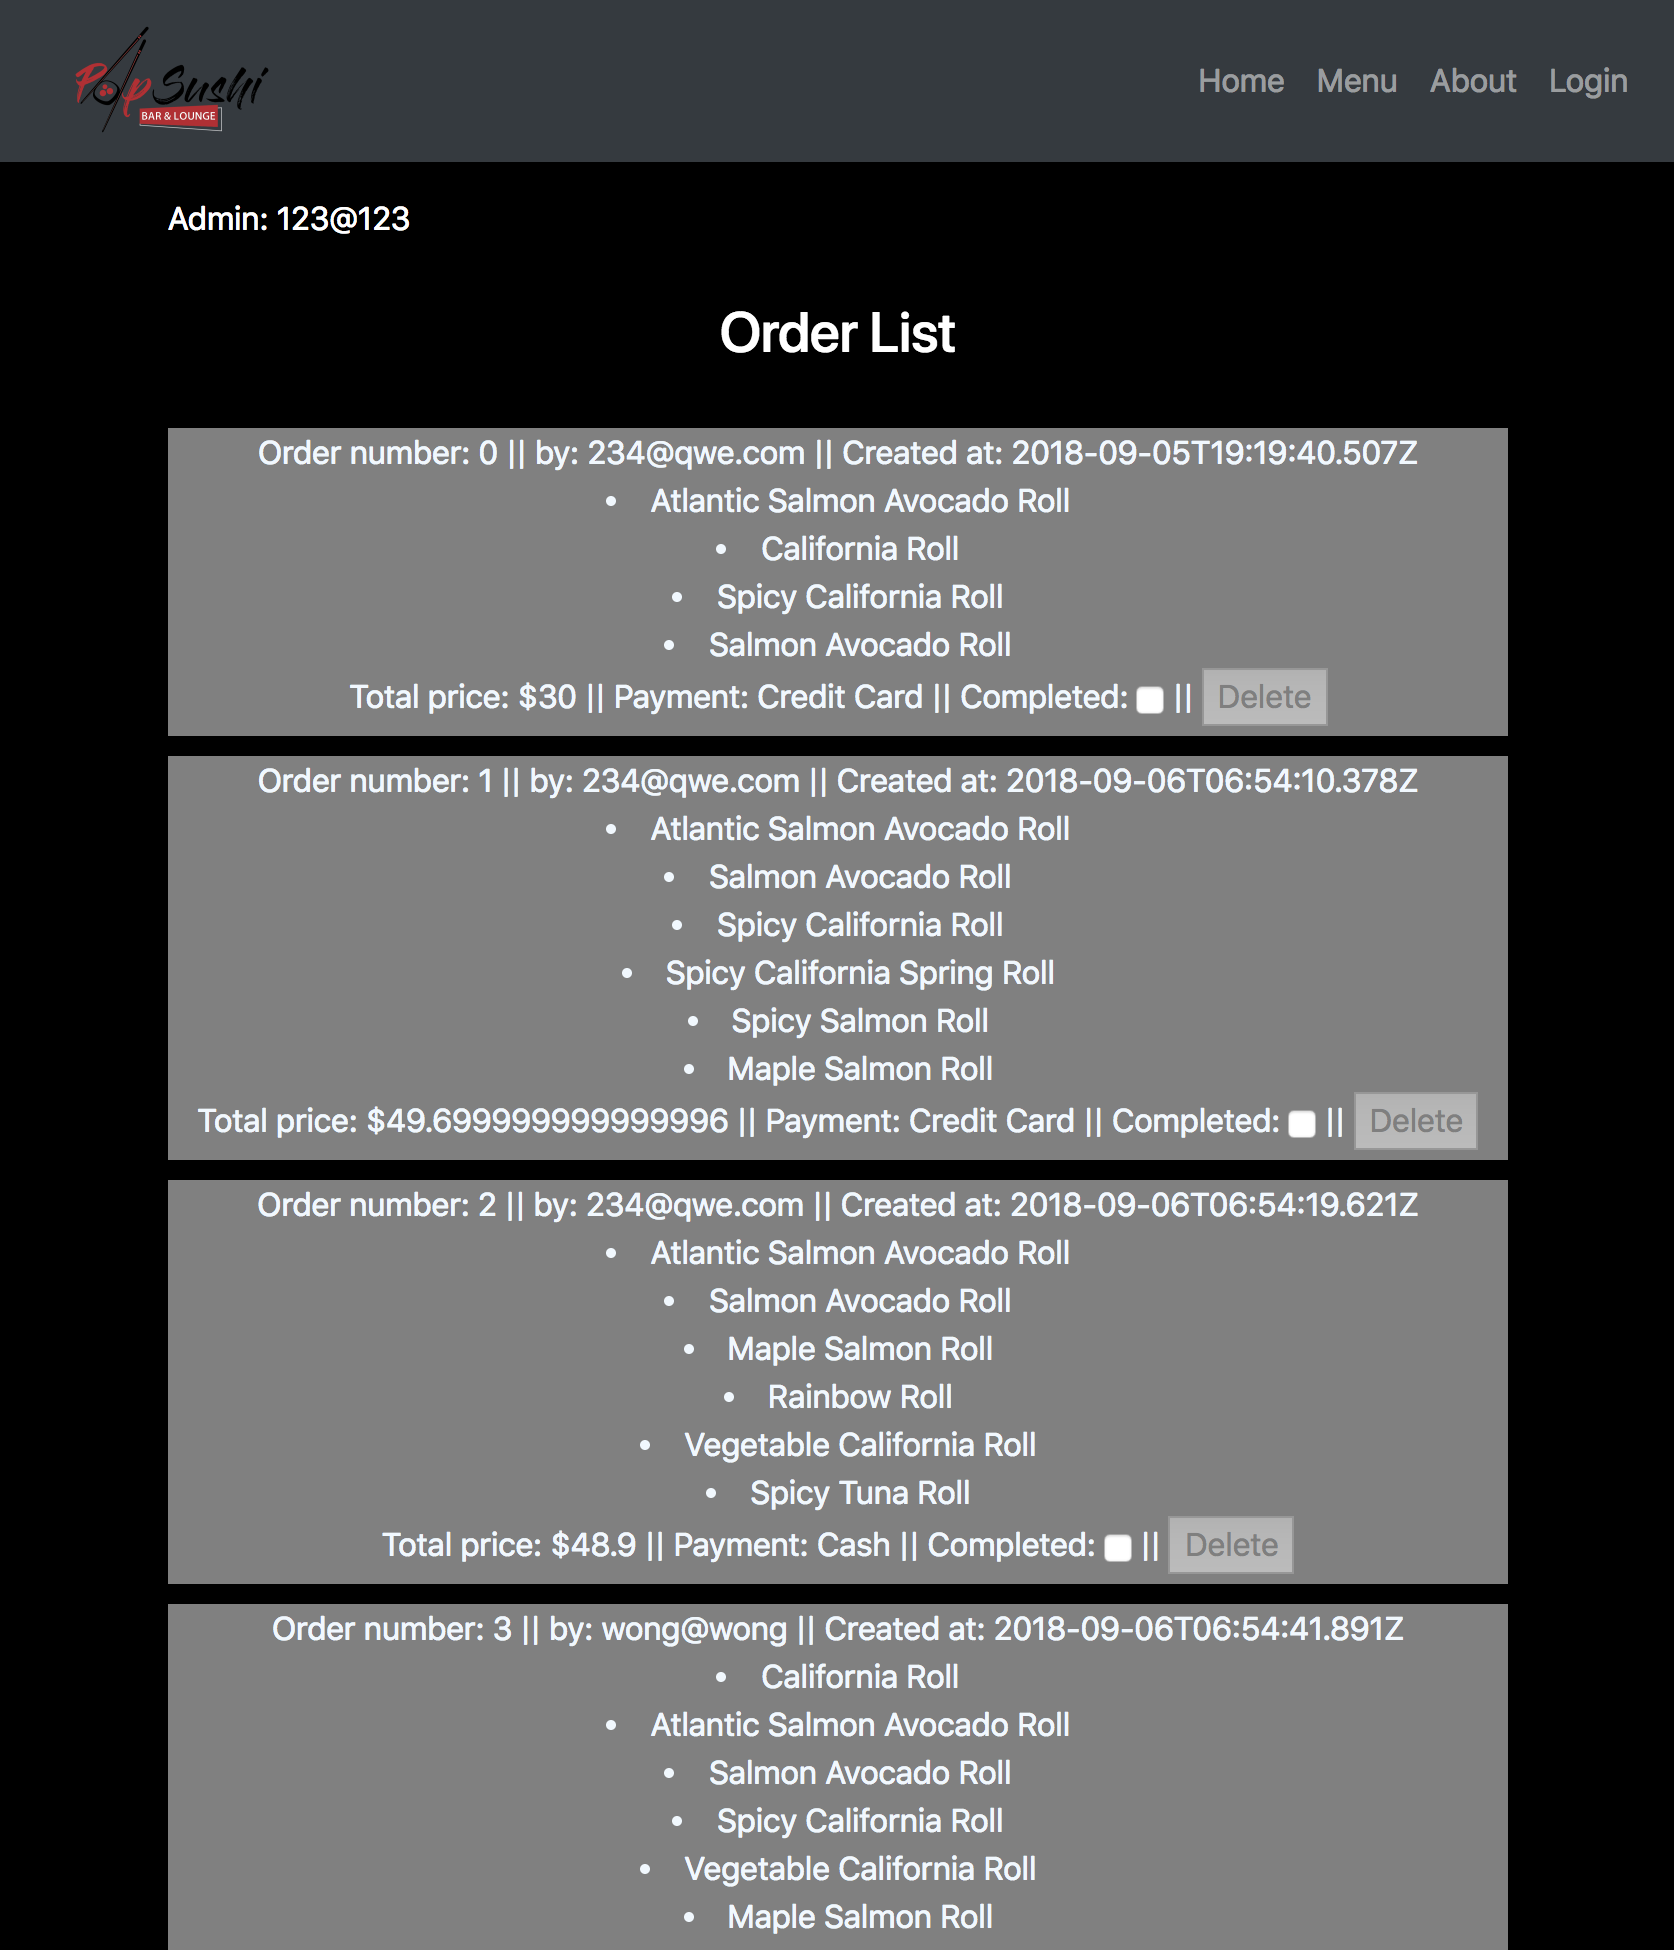 Pop Sushi
BAR & LOUNGE
Home Menu About Login
Admin: 123@123
Order List
Order number: 0 || by: 234@qwe.com || Created at: 2018-09-05T19:19:40.507Z
• Atlantic Salmon Avocado Roll
• California Roll
• Spicy California Roll
• Salmon Avocado Roll
Total price: $30 || Payment: Credit Card || Completed: || Delete
Order number: 1 || by: 234@qwe.com || Created at: 2018-09-06T06:54:10.378Z
• Atlantic Salmon Avocado Roll
• Salmon Avocado Roll
• Spicy California Roll
• Spicy California Spring Roll
• Spicy Salmon Roll
• Maple Salmon Roll
Total price: $49.699999999999996 || Payment: Credit Card || Completed: || Delete
Order number: 2 || by: 234@qwe.com || Created at: 2018-09-06T06:54:19.621Z
• Atlantic Salmon Avocado Roll
• Salmon Avocado Roll
• Maple Salmon Roll
• Rainbow Roll
• Vegetable California Roll
• Spicy Tuna Roll
Total price: $48.9 || Payment: Cash || Completed: || Delete
Order number: 3 || by: wong@wong || Created at: 2018-09-06T06:54:41.891Z
• California Roll
• Atlantic Salmon Avocado Roll
• Salmon Avocado Roll
• Spicy California Roll
• Vegetable California Roll
• Maple Salmon Roll